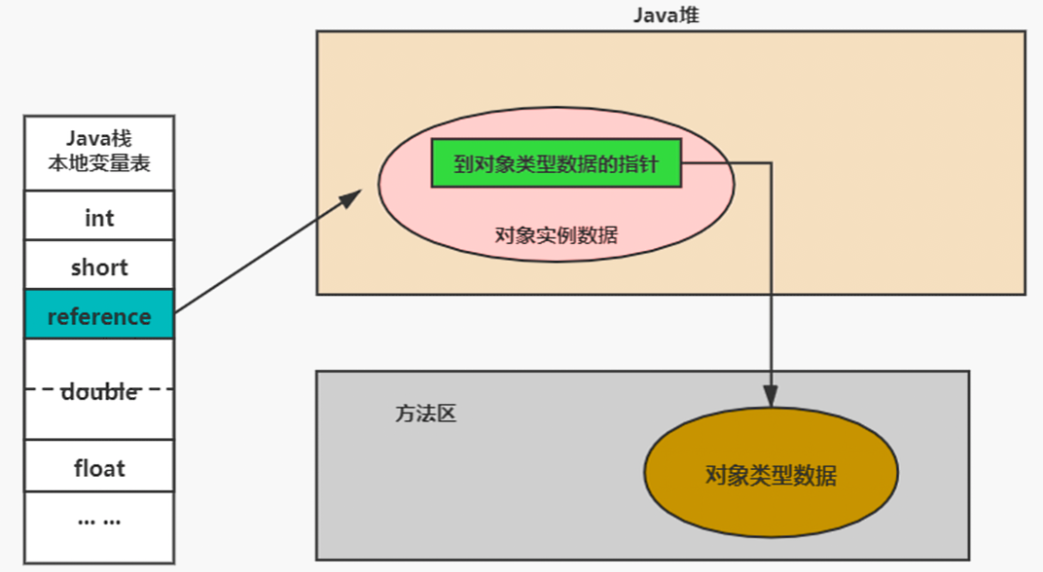 Java堆
Java栈
本地变量表
int
short
reference
double
float
... ...
到对象类型数据的指针
对象实例数据
方法区
对象类型数据